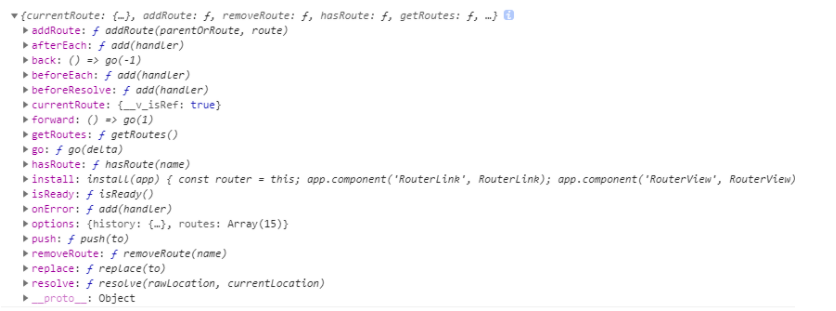 ▼{currentRoute: {…}, addRoute: ƒ, removeRoute: ƒ, hasRoute: ƒ, getRoutes: ƒ, …} i
▶addRoute: ƒ addRoute(parentOrRoute, route)
▶afterEach: ƒ add(handler)
▶back: () => go(-1)
▶beforeEach: ƒ add(handler)
▶beforeResolve: ƒ add(handler)
▶currentRoute: {__v_isRef: true}
▶forward: () => go(1)
▶getRoutes: ƒ getRoutes()
▶go: ƒ go(delta)
▶hasRoute: ƒ hasRoute(name)
▶install: install(app) { const router = this; app.component('RouterLink', RouterLink); app.component('RouterView', RouterView)
▶isReady: ƒ isReady()
▶onError: ƒ add(handler)
▶options: {history: {…}, routes: Array(15)}
▶push: ƒ push(to)
▶removeRoute: ƒ removeRoute(name)
▶replace: ƒ replace(to)
▶resolve: ƒ resolve(rawLocation, currentLocation)
▶__proto__: Object